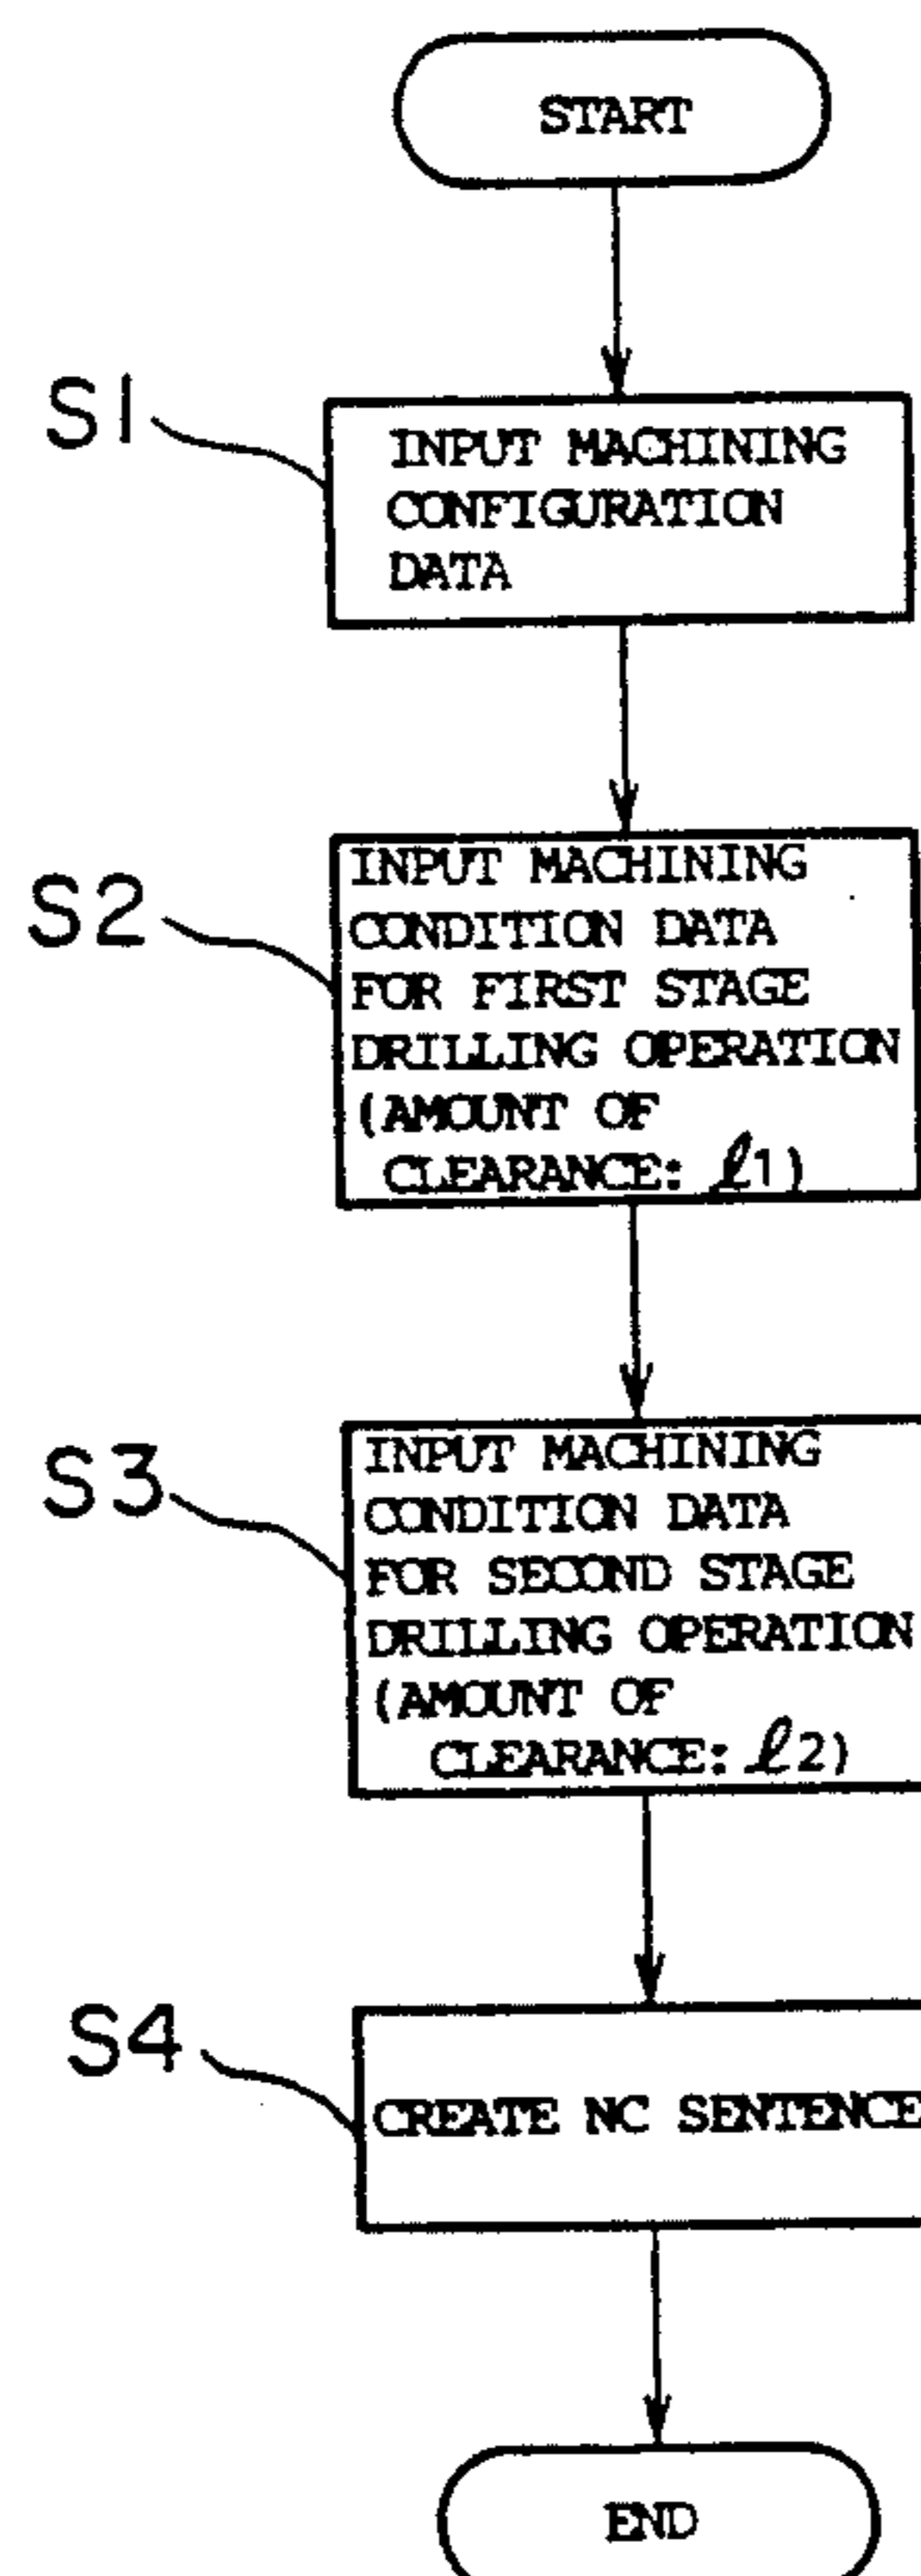 START
S1
INPUT MACHINING
CONFIGURATION
DATA
S2
INPUT MACHINING
CONDITION DATA
FOR FIRST STAGE
DRILLING OPERATION
(AMOUNT OF
CLEARANCE: ℓ1)
S3
INPUT MACHINING
CONDITION DATA
FOR SECOND STAGE
DRILLING OPERATION
(AMOUNT OF
CLEARANCE: ℓ2)
S4
CREATE NC SENTENCE
END